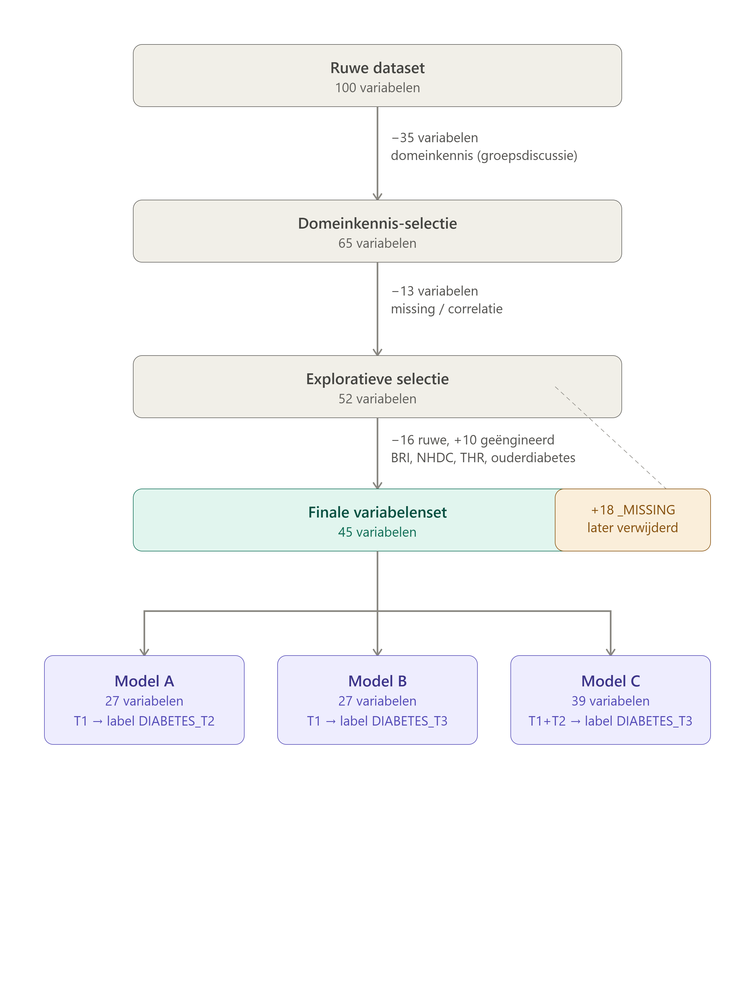 Ruwe dataset
100 variabelen
−35 variabelen
domeinkennis (groepsdiscussie)
Domeinkennis-selectie
65 variabelen
−13 variabelen
missing / correlatie
Exploratieve selectie
52 variabelen
−16 ruwe, +10 geëngineerd
BRI, NHDC, THR, ouderdiabetes
Finale variabelenset
45 variabelen
+18 _MISSING
later verwijderd
Model A
27 variabelen
T1 → label DIABETES_T2
Model B
27 variabelen
T1 → label DIABETES_T3
Model C
39 variabelen
T1+T2 → label DIABETES_T3